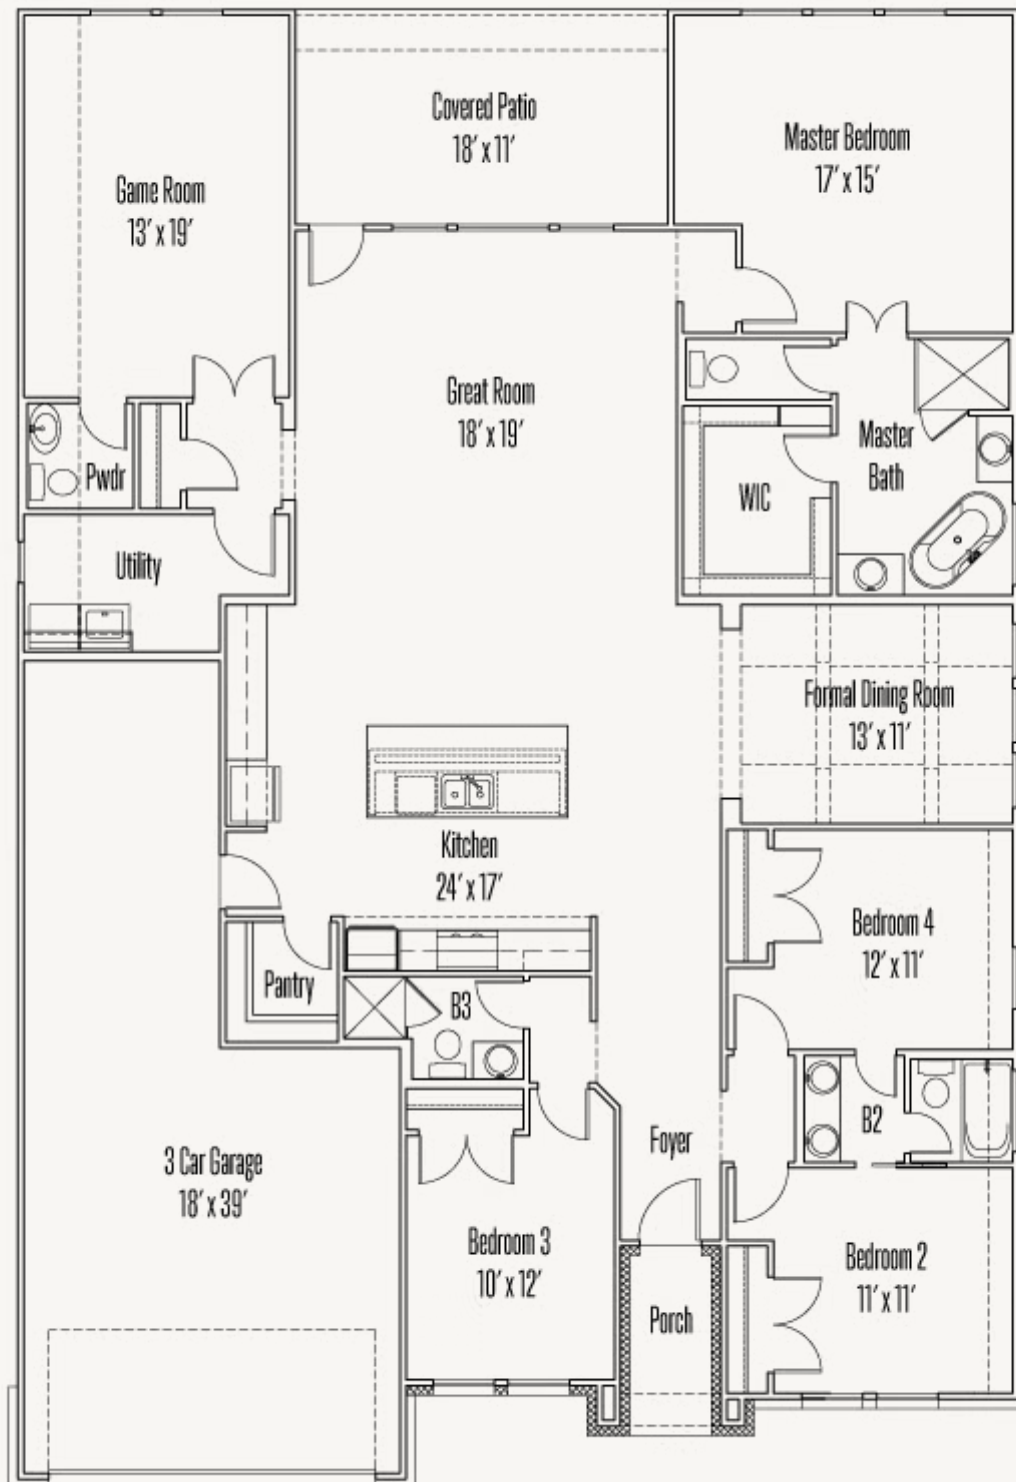 Covered Patio
18' x 11'
Master Bedroom
17' x 15'
Game Room
13' x 19'
Great Room
18' x 19'
Master
Bath
Pwdr
WIC
Utility
Formal Dining Room
13' x 11'
Kitchen
24' x 17'
Bedroom 4
12' x 11'
Pantry
B3
B2
Foyer
3 Car Garage
18' x 39'
Bedroom 3
10' x 12'
Bedroom 2
11' x 11'
Porch